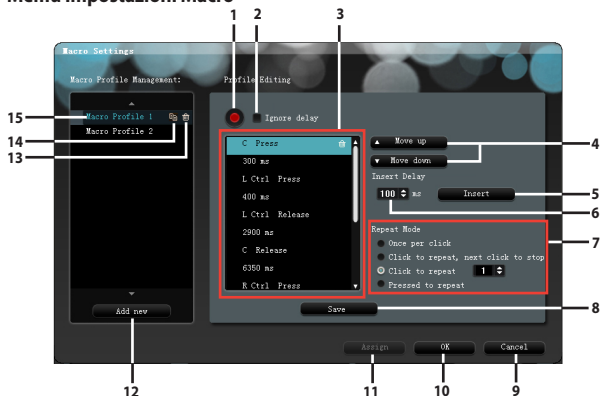 Menu Impostazioni Macro
1 2 3
Macro Settings
Macro Profile Management:
Profile Editing
15 Macro Profile 1
14 Macro Profile 2
13
Ignore delay
C Press
300 ms
L Ctrl Press
400 ms
L Ctrl Release
2900 ms
C Release
6350 ms
R Ctrl Press
Move up 4
Move down
Insert Delay
100 ms Insert 5
6
Repeat Mode 7
Once per click
Click to repeat, next click to stop
Click to repeat 1
Pressed to repeat
Add new
Save 8
Assign OK Cancel
12 11 10 9